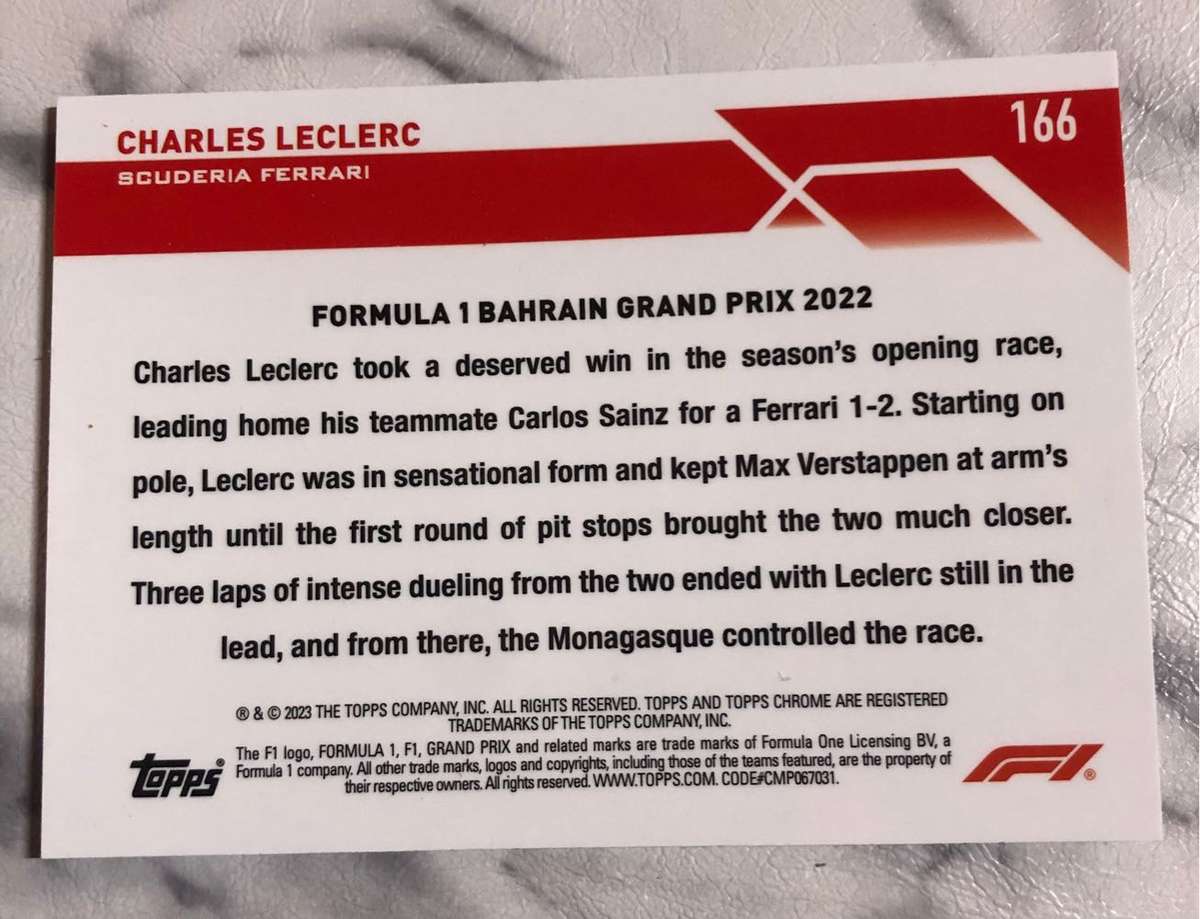 CHARLES LECLERC
166
SCUDERIA FERRARI
FORMULA 1 BAHRAIN GRAND PRIX 2022
Charles Leclerc took a deserved win in the season's opening race,
leading home his teammate Carlos Sainz for a Ferrari 1-2. Starting on
pole, Leclerc was in sensational form and kept Max Verstappen at arm's
length until the first round of pit stops brought the two much closer.
Three laps of intense dueling from the two ended with Leclerc still in the
lead, and from there, the Monagasque controlled the race.
® & © 2023 THE TOPPS COMPANY, INC. ALL RIGHTS RESERVED. TOPPS AND TOPPS CHROME ARE REGISTERED
TRADEMARKS OF THE TOPPS COMPANY, INC.
The F1 logo, FORMULA 1, F1, GRAND PRIX and related marks are trade marks of Formula One Licensing BV, a
Formula 1 company. All other trade marks, logos and copyrights, including those of the teams featured, are the property of
their respective owners. All rights reserved. WWW.TOPPS.COM. CODE#CMP067031.
Topps®
F1®